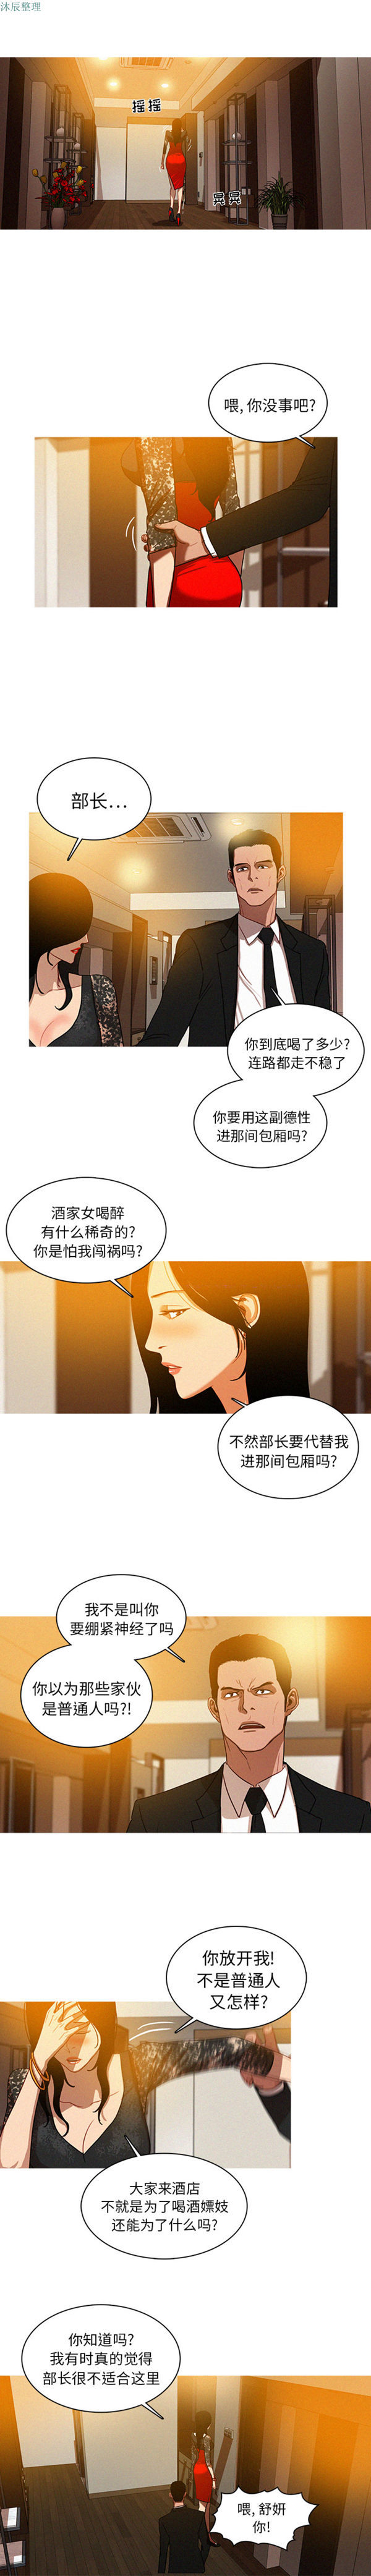 沐辰整理
摇摇
晃晃
喂, 你没事吧?
部长...
你到底喝了多少?
连路都走不稳了
你要用这副德性
进那间包厢吗?
酒家女喝醉
有什么稀奇的?
你是怕我闯祸吗?
不然部长要代替我
进那间包厢吗?
我不是叫你
要绷紧神经了吗
你以为那些家伙
是普通人吗?!
你放开我!
不是普通人
又怎样?
大家来酒店
不就是为了喝酒嫖妓
还能为了什么吗?
你知道吗?
我有时真的觉得
部长很不适合这里
喂, 舒妍
你!